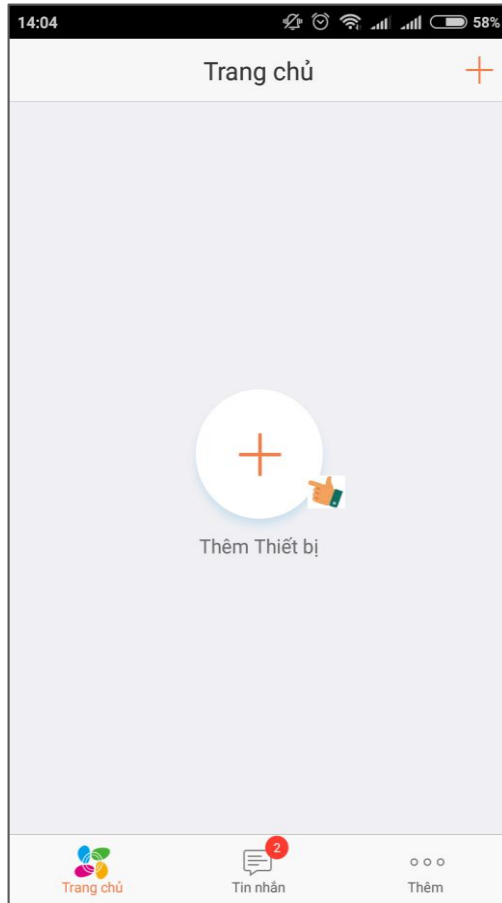 14:04 58%
Trang chủ
Thêm Thiết bị
2
Trang chủ Tin nhắn Thêm